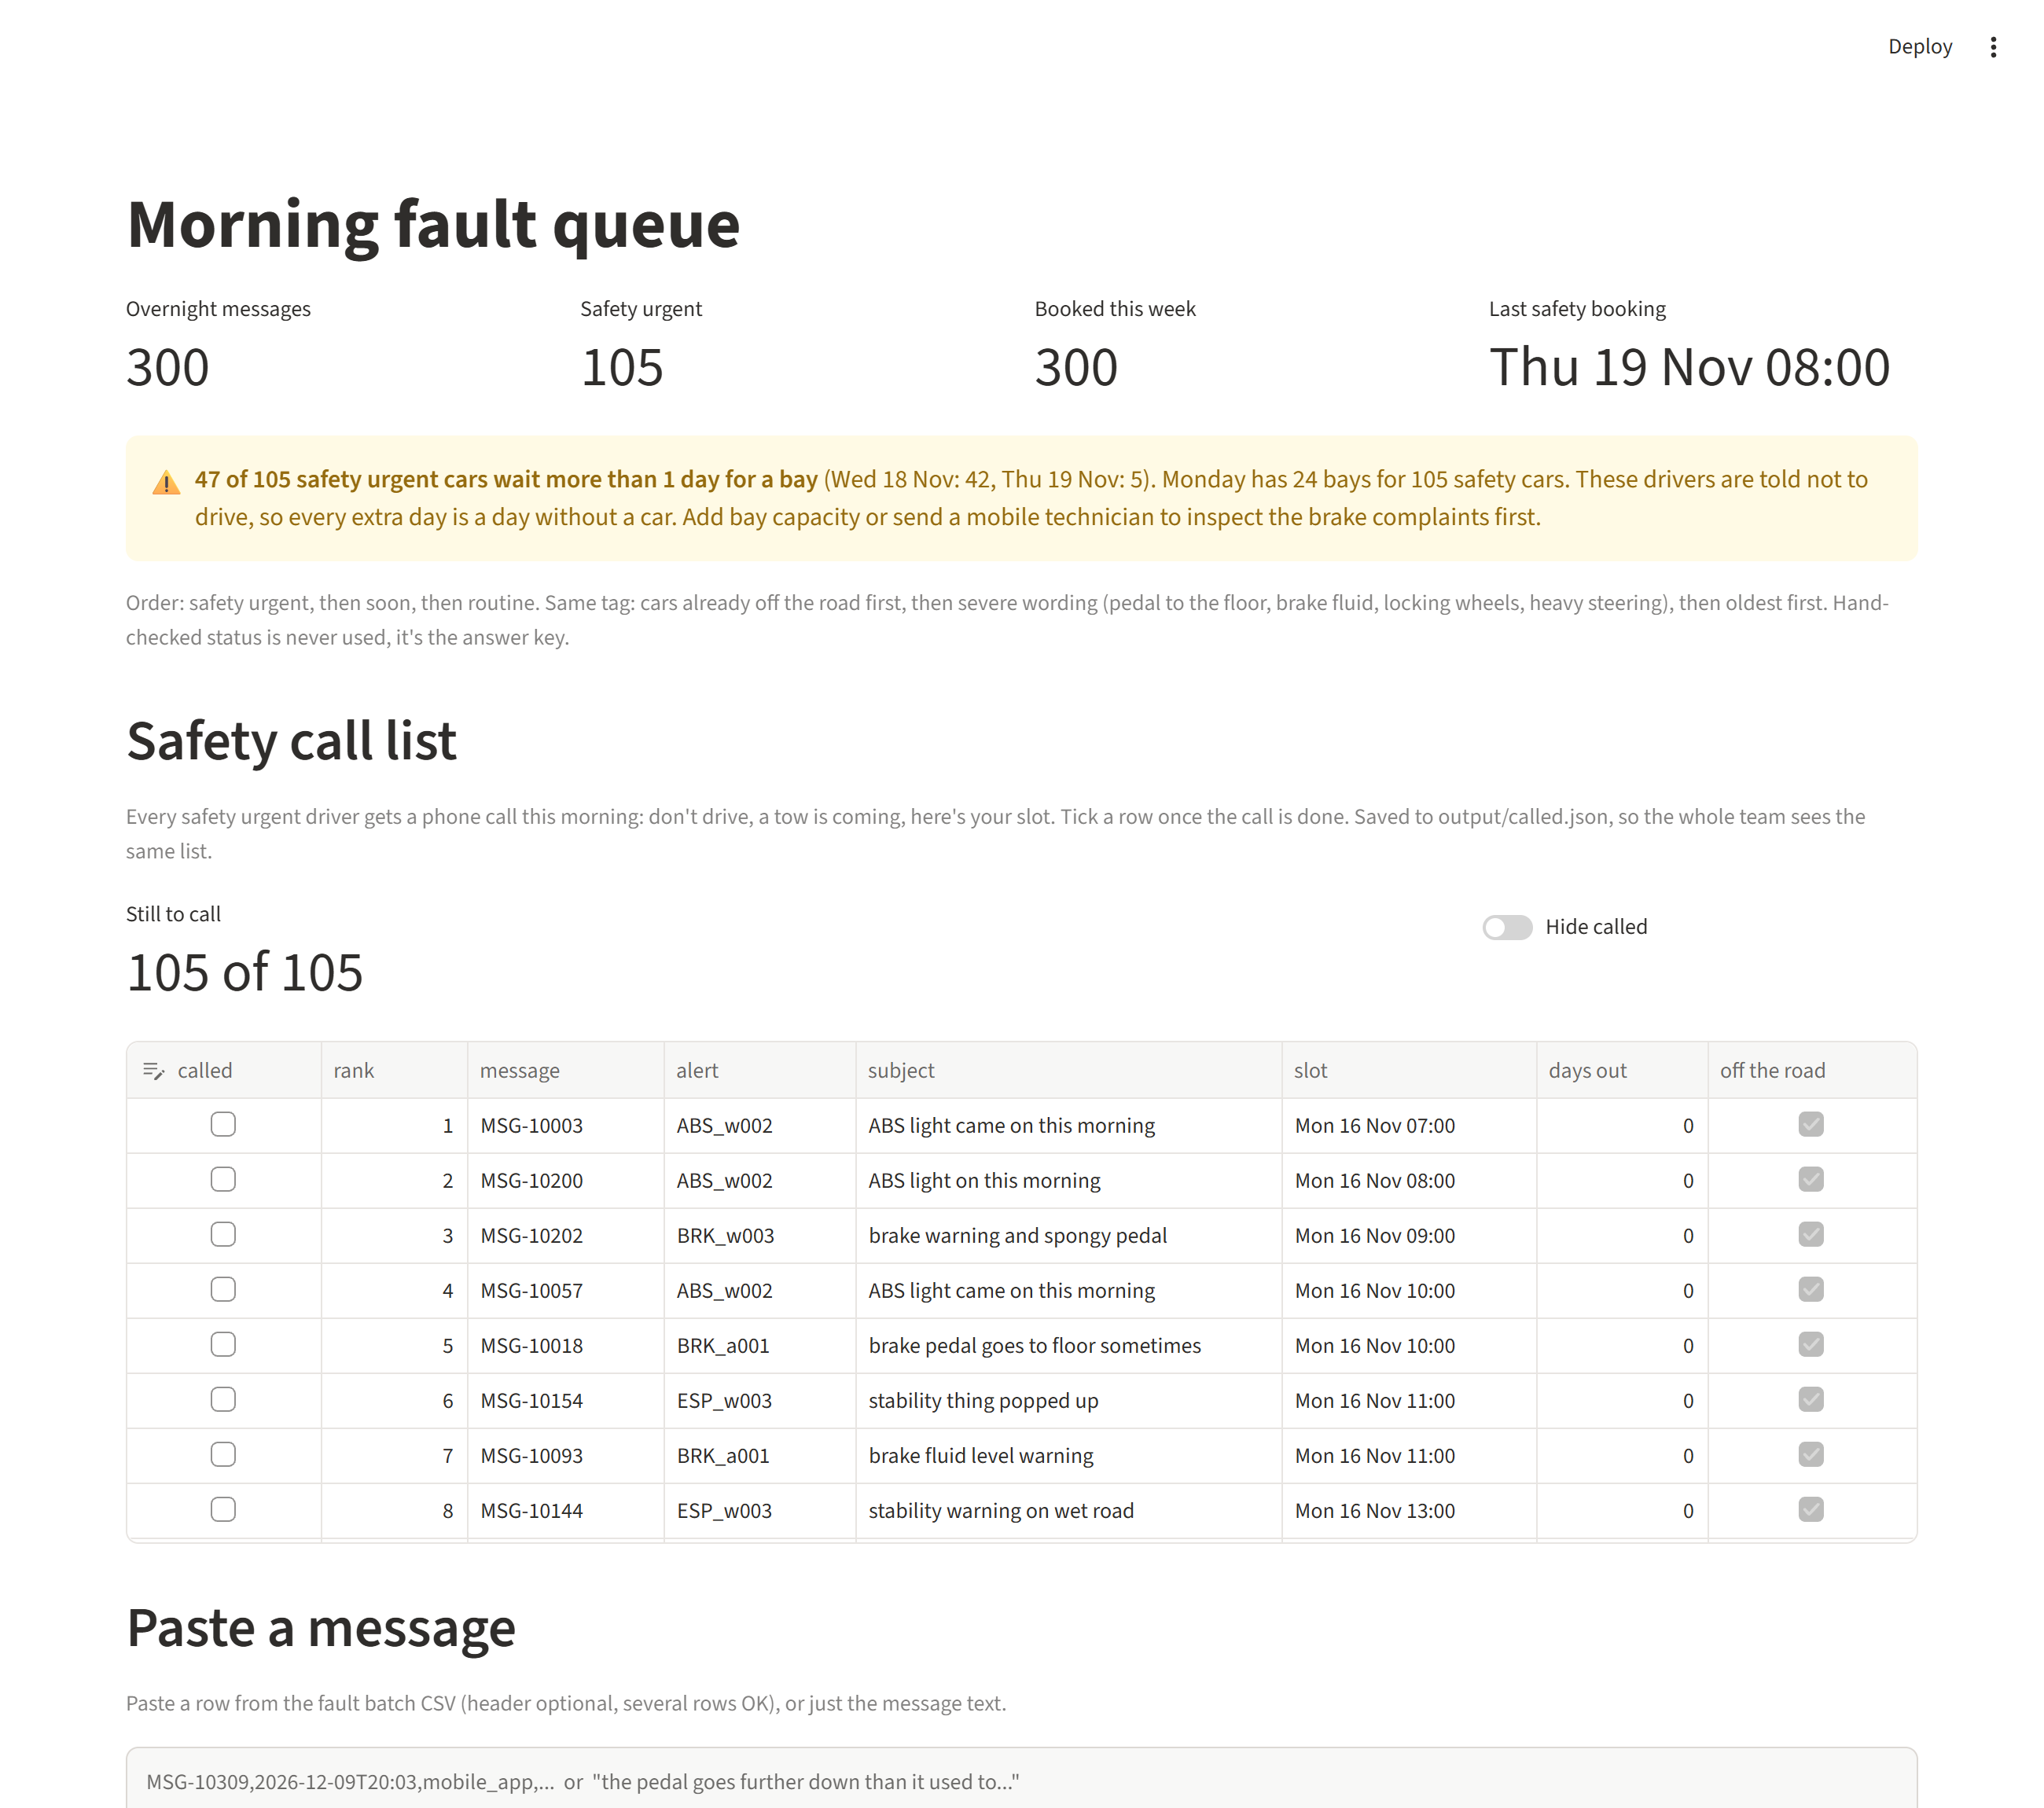 Deploy
Morning fault queue
Overnight messages
Safety urgent
Booked this week
Last safety booking
300
105
300
Thu 19 Nov 08:00
47 of 105 safety urgent cars wait more than 1 day for a bay (Wed 18 Nov: 42, Thu 19 Nov: 5). Monday has 24 bays for 105 safety cars. These drivers are told not to
drive, so every extra day is a day without a car. Add bay capacity or send a mobile technician to inspect the brake complaints first.
Order: safety urgent, then soon, then routine. Same tag: cars already off the road first, then severe wording (pedal to the floor, brake fluid, locking wheels, heavy steering), then oldest first. Hand-
checked status is never used, it's the answer key.
Safety call list
Every safety urgent driver gets a phone call this morning: don't drive, a tow is coming, here's your slot. Tick a row once the call is done. Saved to output/called.json, so the whole team sees the
same list.
Still to call
Hide called
105 of 105
called rank message alert subject slot days out off the road
1 MSG-10003 ABS_w002 ABS light came on this morning Mon 16 Nov 07:00 0
2 MSG-10200 ABS_w002 ABS light on this morning Mon 16 Nov 08:00 0
3 MSG-10202 BRK_w003 brake warning and spongy pedal Mon 16 Nov 09:00 0
4 MSG-10057 ABS_w002 ABS light came on this morning Mon 16 Nov 10:00 0
5 MSG-10018 BRK_a001 brake pedal goes to floor sometimes Mon 16 Nov 10:00 0
6 MSG-10154 ESP_w003 stability thing popped up Mon 16 Nov 11:00 0
7 MSG-10093 BRK_a001 brake fluid level warning Mon 16 Nov 11:00 0
8 MSG-10144 ESP_w003 stability warning on wet road Mon 16 Nov 13:00 0
Paste a message
Paste a row from the fault batch CSV (header optional, several rows OK), or just the message text.
MSG-10309,2026-12-09T20:03,mobile_app,... or "the pedal goes further down than it used to..."